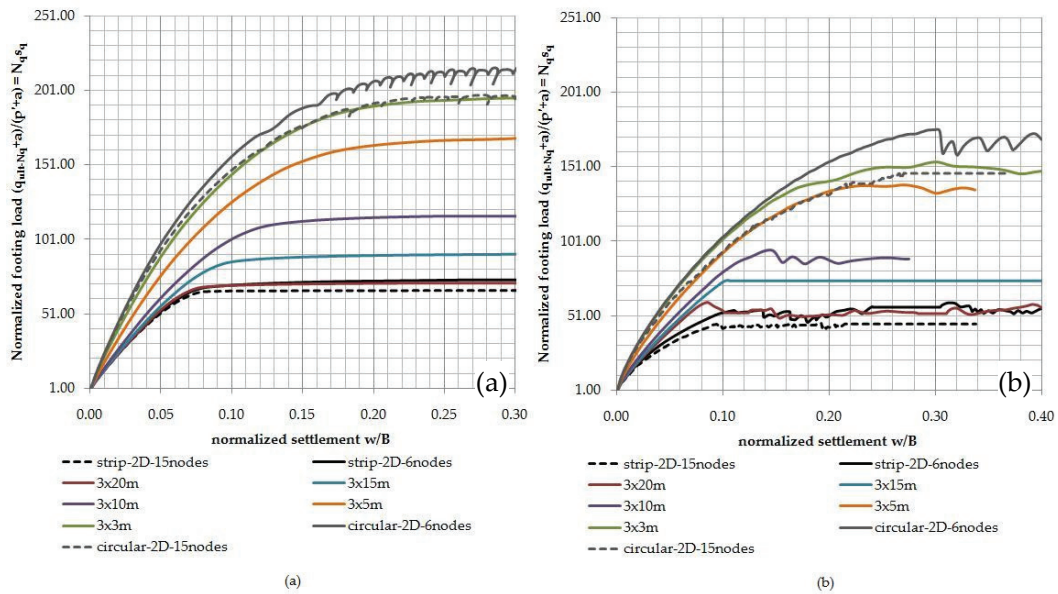 251.00
201.00
151.00
101.00
51.00
1.00
Normalized footing load (qult-Nq+a)/(p'+a) = Nqsq
0.00 0.05 0.10 0.15 0.20 0.25 0.30
normalized settlement w/B
(a)
strip-2D-15nodes strip-2D-6nodes
3x20m 3x15m
3x10m 3x5m
3x3m circular-2D-6nodes
circular-2D-15nodes
(a)
251.00
201.00
151.00
101.00
51.00
1.00
Normalized footing load (qult-Nq+a)/(p'+a) = Nqsq
0.00 0.10 0.20 0.30 0.40
normalized settlement w/B
(b)
strip-2D-15nodes strip-2D-6nodes
3x20m 3x15m
3x10m 3x5m
3x3m circular-2D-6nodes
circular-2D-15nodes
(b)